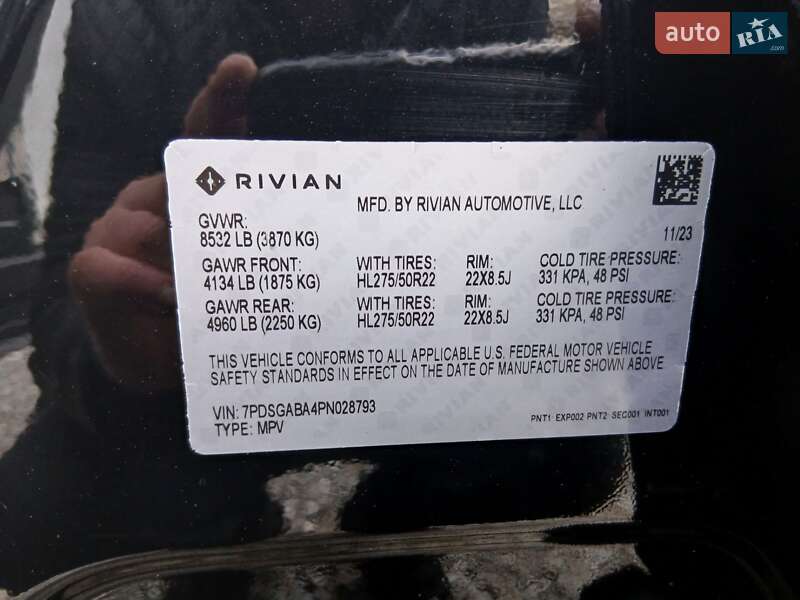 auto RIA.com
RIVIAN
MFD. BY RIVIAN AUTOMOTIVE, LLC
GVWR:
8532 LB (3870 KG)
11/23
GAWR FRONT: WITH TIRES: RIM: COLD TIRE PRESSURE:
4134 LB (1875 KG) HL275/50R22 22X8.5J 331 KPA, 48 PSI
GAWR REAR: WITH TIRES: RIM: COLD TIRE PRESSURE:
4960 LB (2250 KG) HL275/50R22 22X8.5J 331 KPA, 48 PSI
THIS VEHICLE CONFORMS TO ALL APPLICABLE U.S. FEDERAL MOTOR VEHICLE
SAFETY STANDARDS IN EFFECT ON THE DATE OF MANUFACTURE SHOWN ABOVE
VIN: 7PDSGABA4PN028793
TYPE: MPV
PNT1 EXP002 PNT2 SEC001 INT001